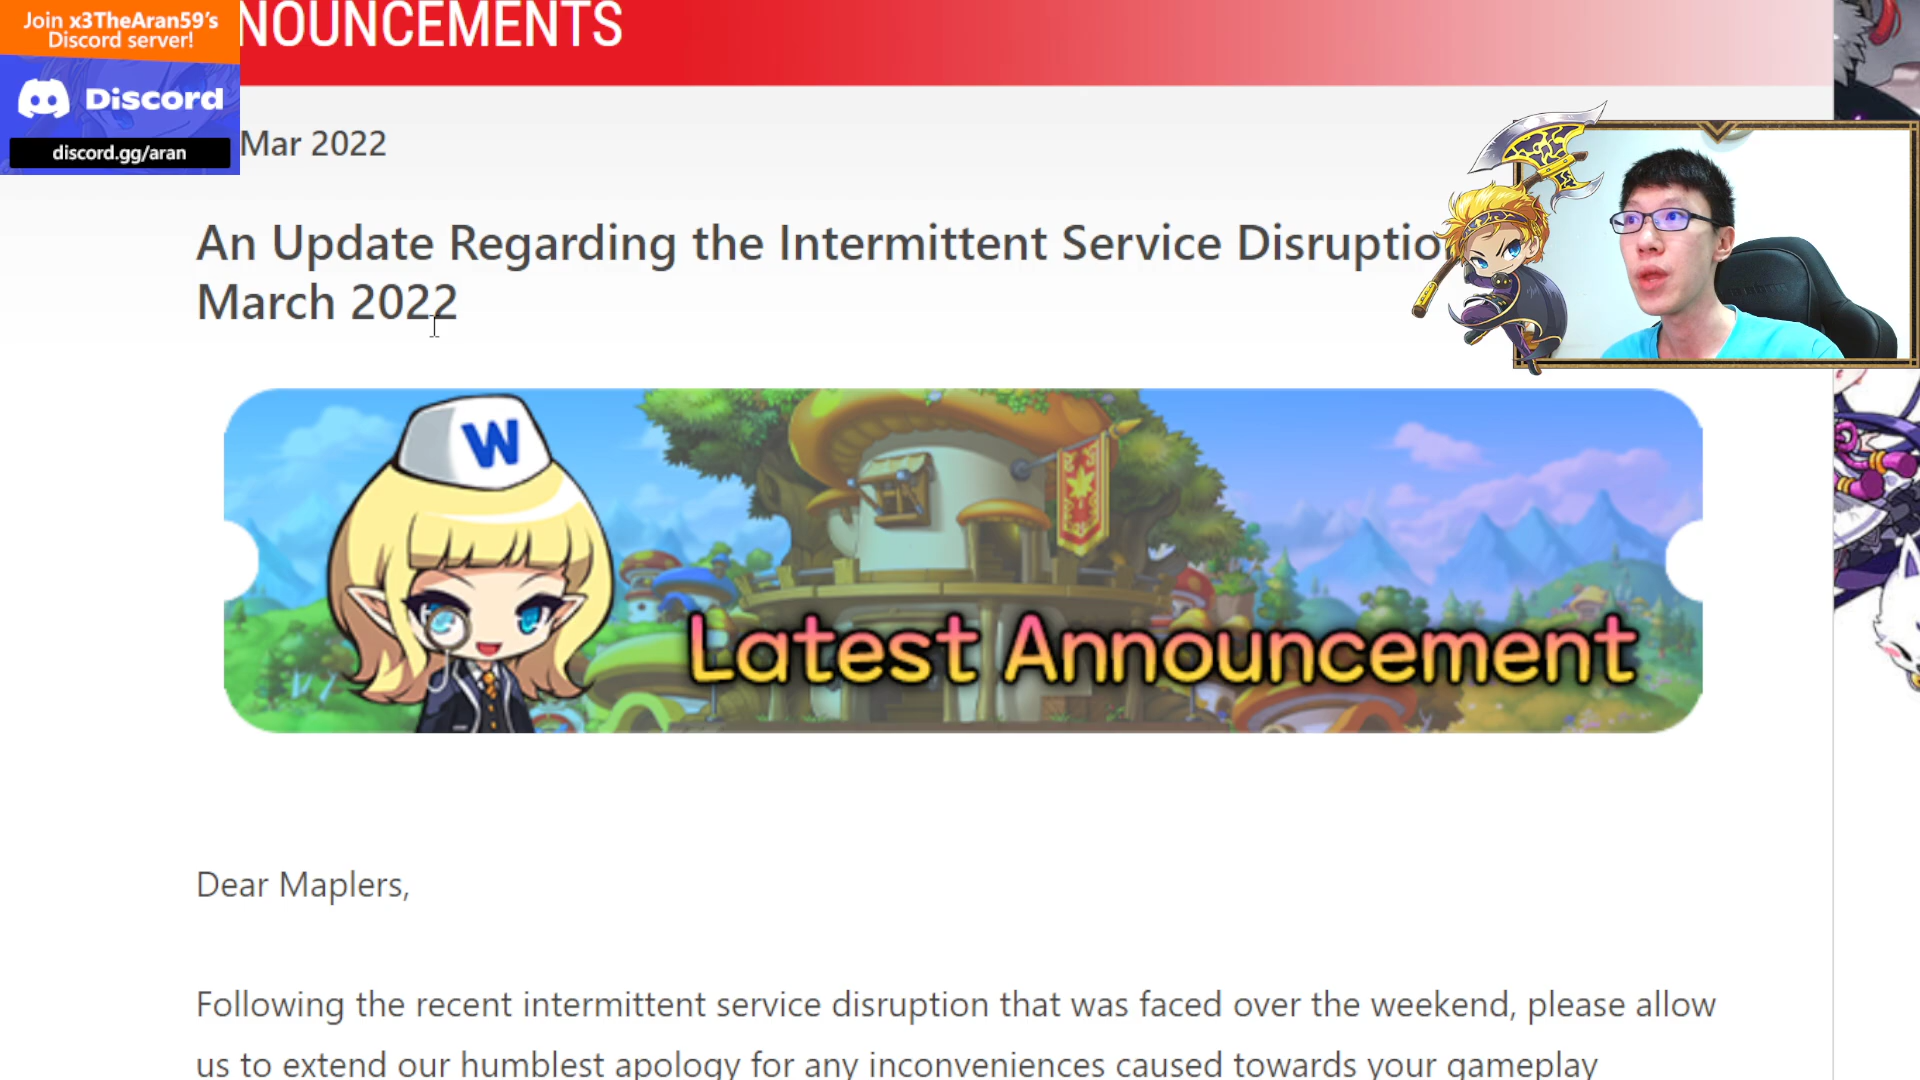 Join x3TheAran59's
Discord server!
Discord
discord.gg/aran
NOUNCEMENTS
Mar 2022
An Update Regarding the Intermittent Service Disruptio
March 2022
W
Latest Announcement
Dear Maplers,
Following the recent intermittent service disruption that was faced over the weekend, please allow
us to extend our humblest apology for any inconveniences caused towards your gameplay